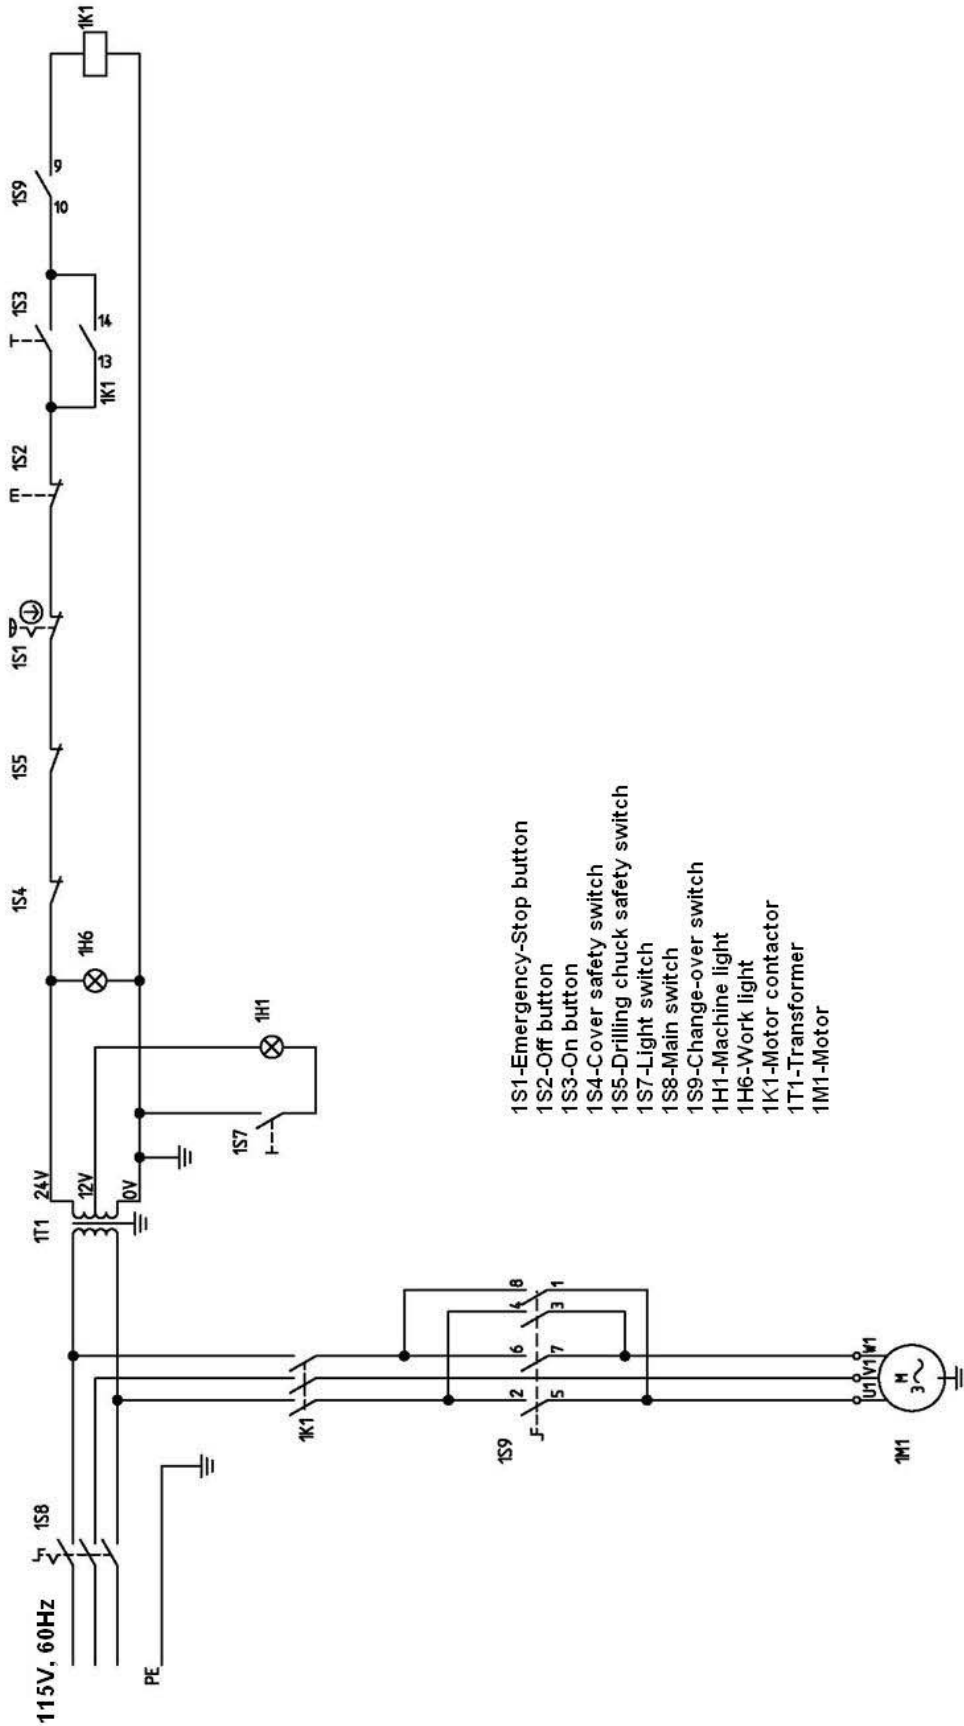 115V, 60Hz
PE
1S8
1T1
24V
12V
0V
1H6
1S4
1S5
1S1
1S2
1S3
1K1
13
14
1S9
10
9
1K1
1S7
1H1
1K1
1S9
2
6
4
8
5
7
3
1
U1
V1
W1
M
3
1M1
1S1-Emergency-Stop button
1S2-Off button
1S3-On button
1S4-Cover safety switch
1S5-Drilling chuck safety switch
1S7-Light switch
1S8-Main switch
1S9-Change-over switch
1H1-Machine light
1H6-Work light
1K1-Motor contactor
1T1-Transformer
1M1-Motor